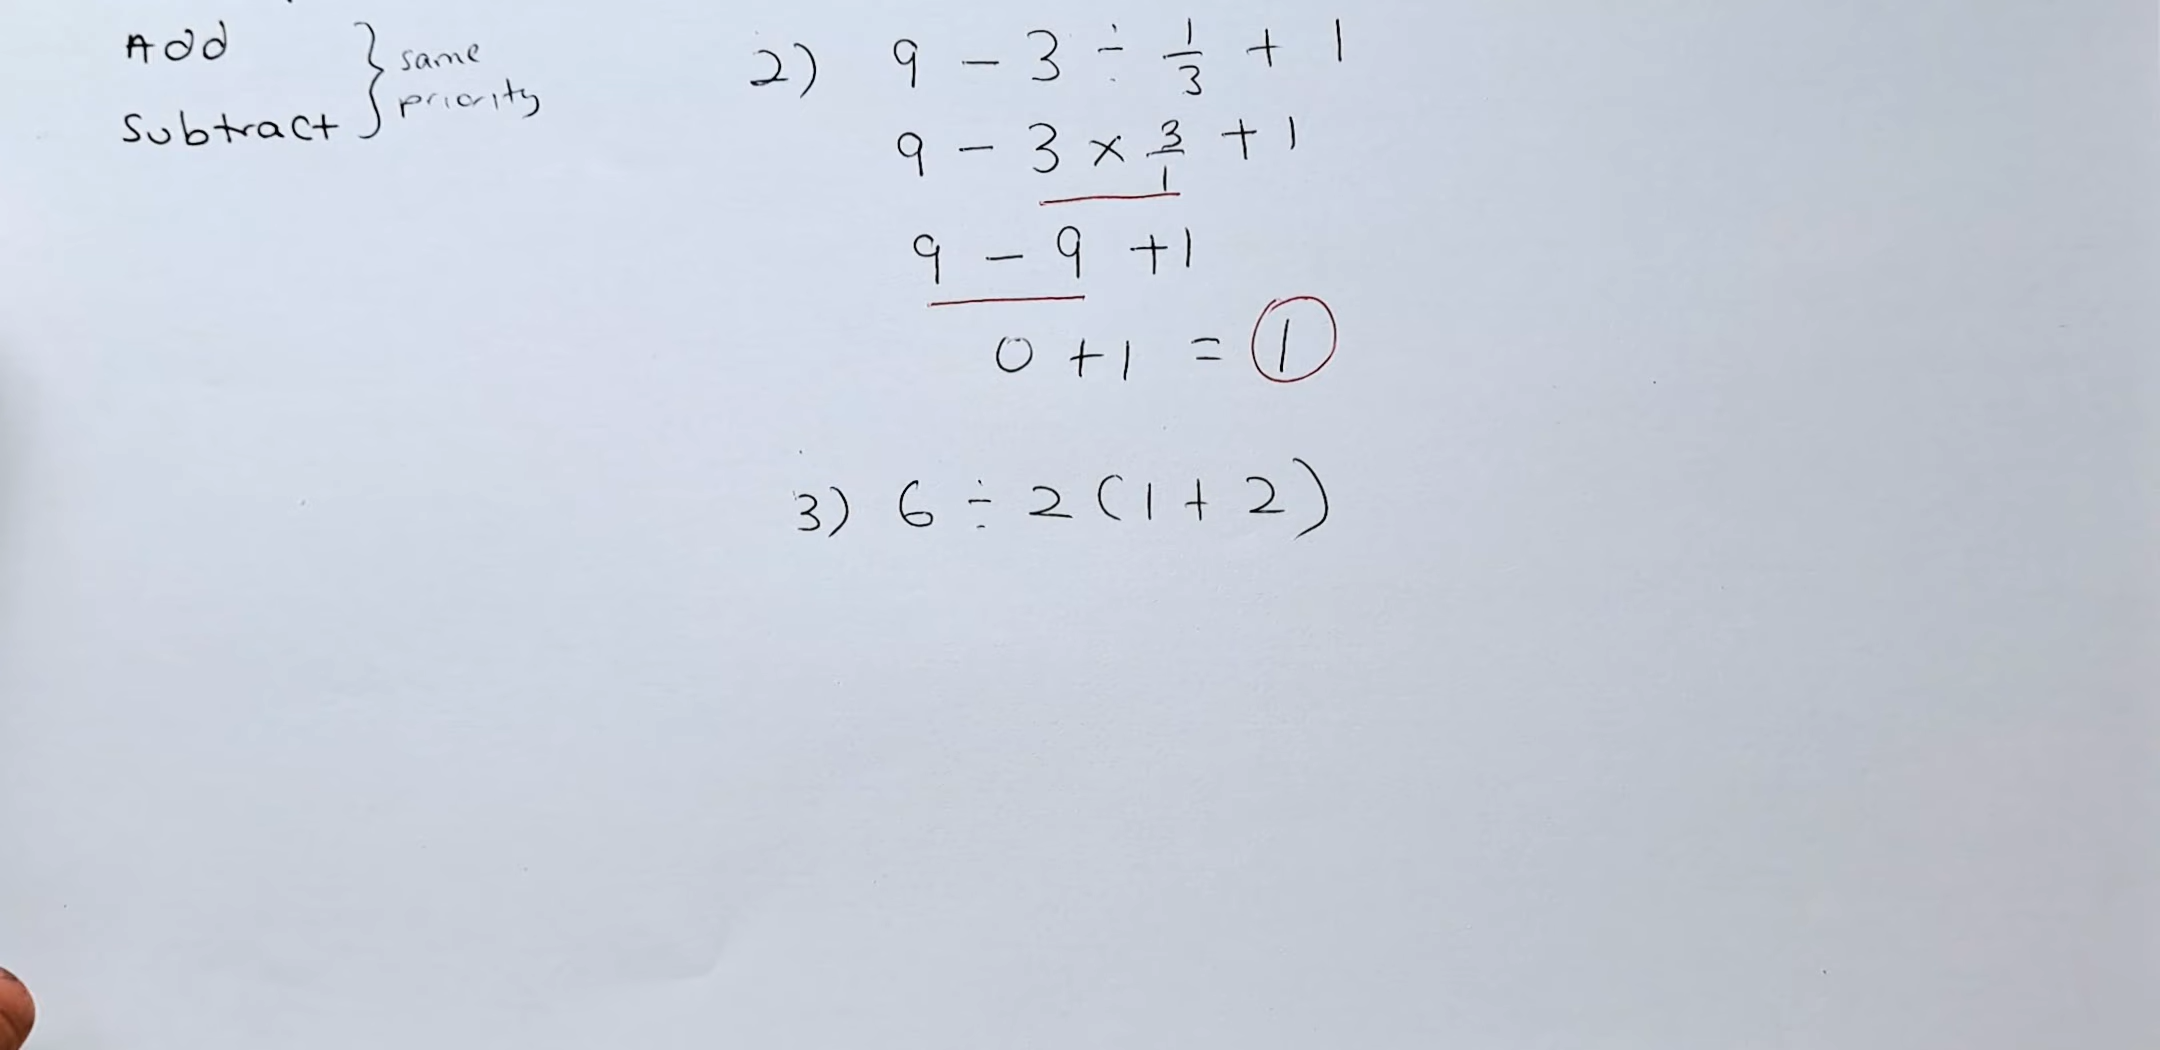 Add
Subtract
} same
priority
2) 9 - 3 ÷ 1/3 + 1
9 - 3 × 3/1 + 1
9 - 9 + 1
0 + 1 = 1
3) 6 ÷ 2 (1 + 2)